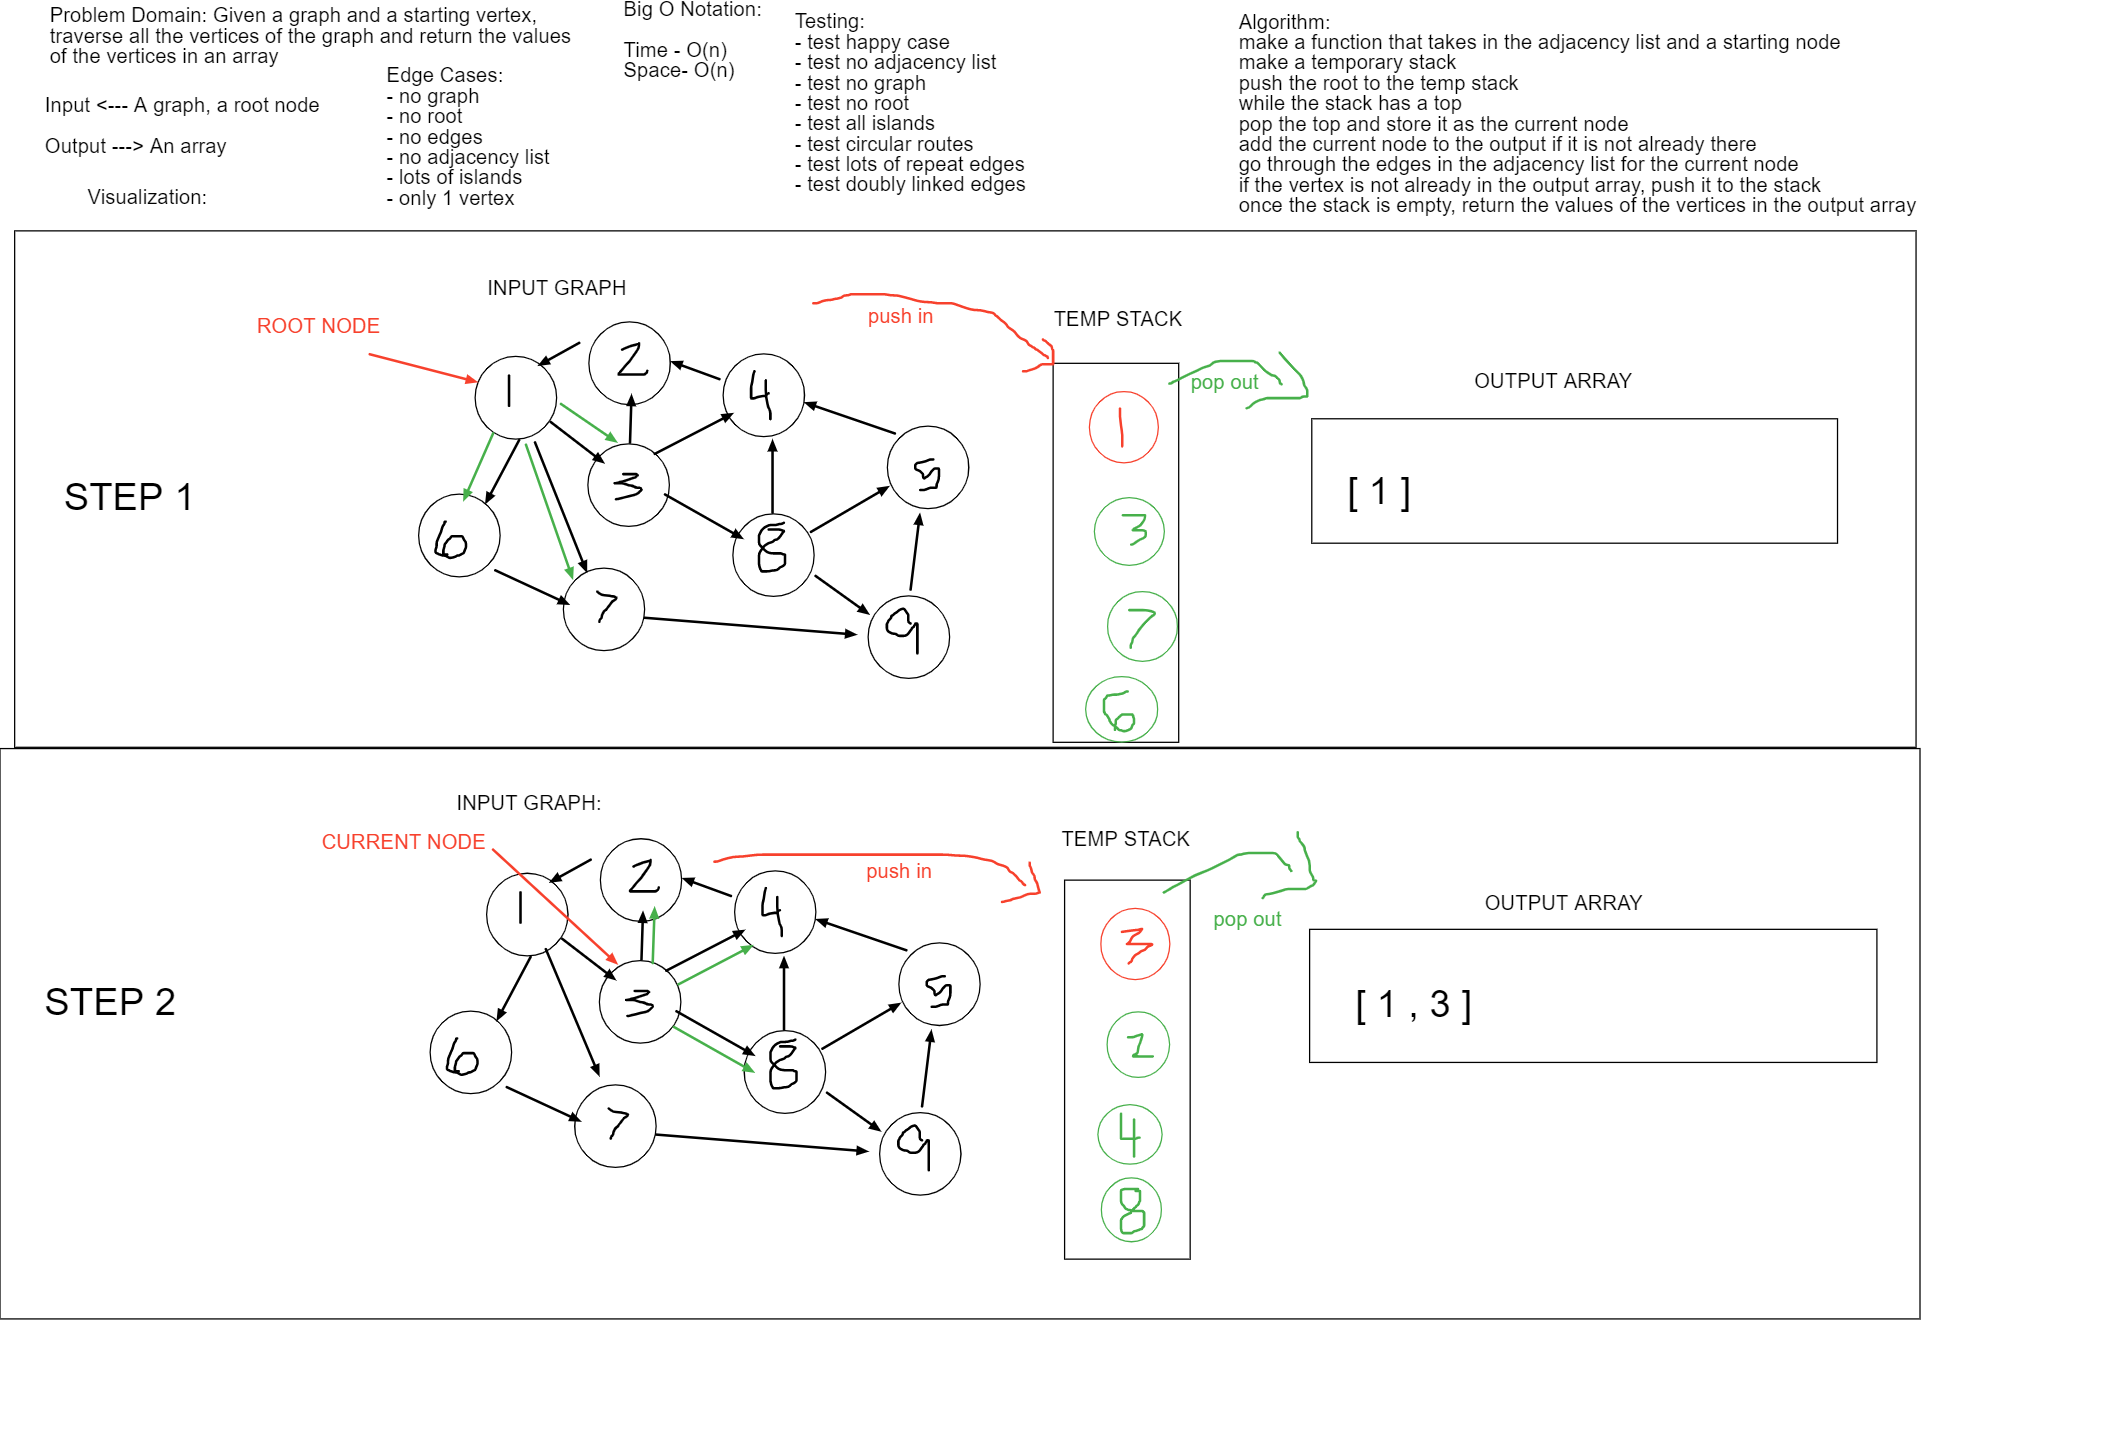 Problem Domain: Given a graph and a starting vertex,
traverse all the vertices of the graph and return the values
of the vertices in an array
Input <--- A graph, a root node
Output ---> An array
Visualization:
Edge Cases:
- no graph
- no root
- no edges
- no adjacency list
- lots of islands
- only 1 vertex
Big O Notation:
Time - O(n)
Space- O(n)
Testing:
- test happy case
- test no adjacency list
- test no graph
- test no root
- test all islands
- test circular routes
- test lots of repeat edges
- test doubly linked edges
Algorithm:
make a function that takes in the adjacency list and a starting node
make a temporary stack
push the root to the temp stack
while the stack has a top
pop the top and store it as the current node
add the current node to the output if it is not already there
go through the edges in the adjacency list for the current node
if the vertex is not already in the output array, push it to the stack
once the stack is empty, return the values of the vertices in the output array
STEP 1
INPUT GRAPH
ROOT NODE
1
2
3
4
5
6
7
8
9
push in
TEMP STACK
1
3
7
6
pop out
OUTPUT ARRAY
[ 1 ]
STEP 2
INPUT GRAPH:
CURRENT NODE
1
2
3
4
5
6
7
8
9
push in
TEMP STACK
3
2
4
8
pop out
OUTPUT ARRAY
[ 1 , 3 ]